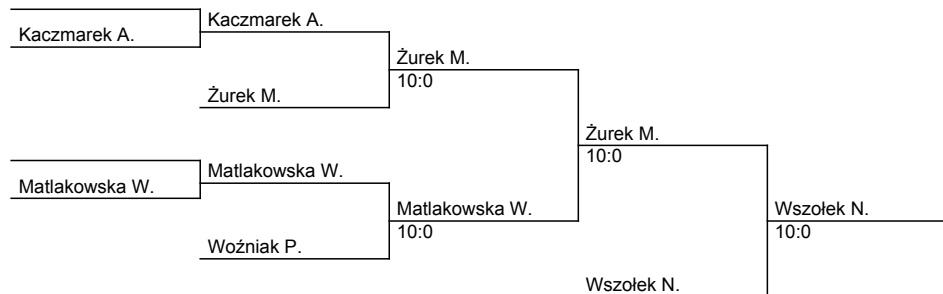 Kaczmarek A.
Kaczmarek A.
Żurek M.
10:0
Żurek M.
Żurek M.
10:0
Matlakowska W.
Matlakowska W.
Matlakowska W.
10:0
Wszołek N.
10:0
Woźniak P.
Wszołek N.